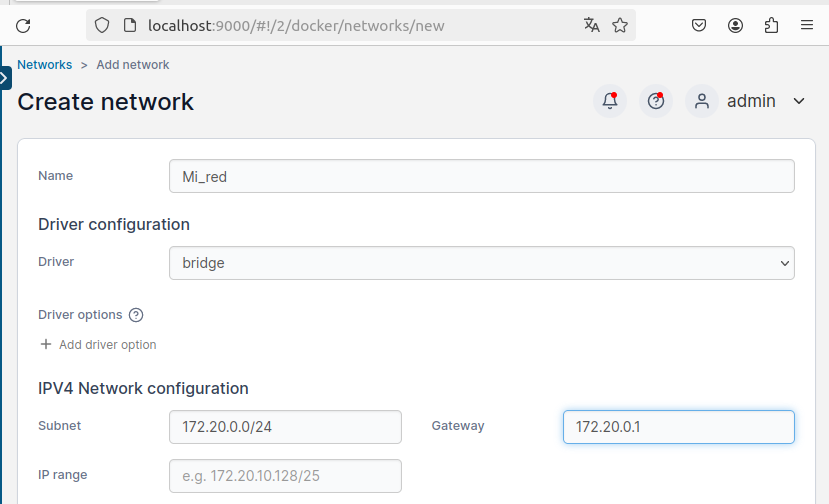 localhost:9000/#!/2/docker/networks/new
Networks > Add network
Create network
admin
Name Mi_red
Driver configuration
Driver bridge
Driver options
+ Add driver option
IPV4 Network configuration
Subnet 172.20.0.0/24 Gateway 172.20.0.1
IP range e.g. 172.20.10.128/25